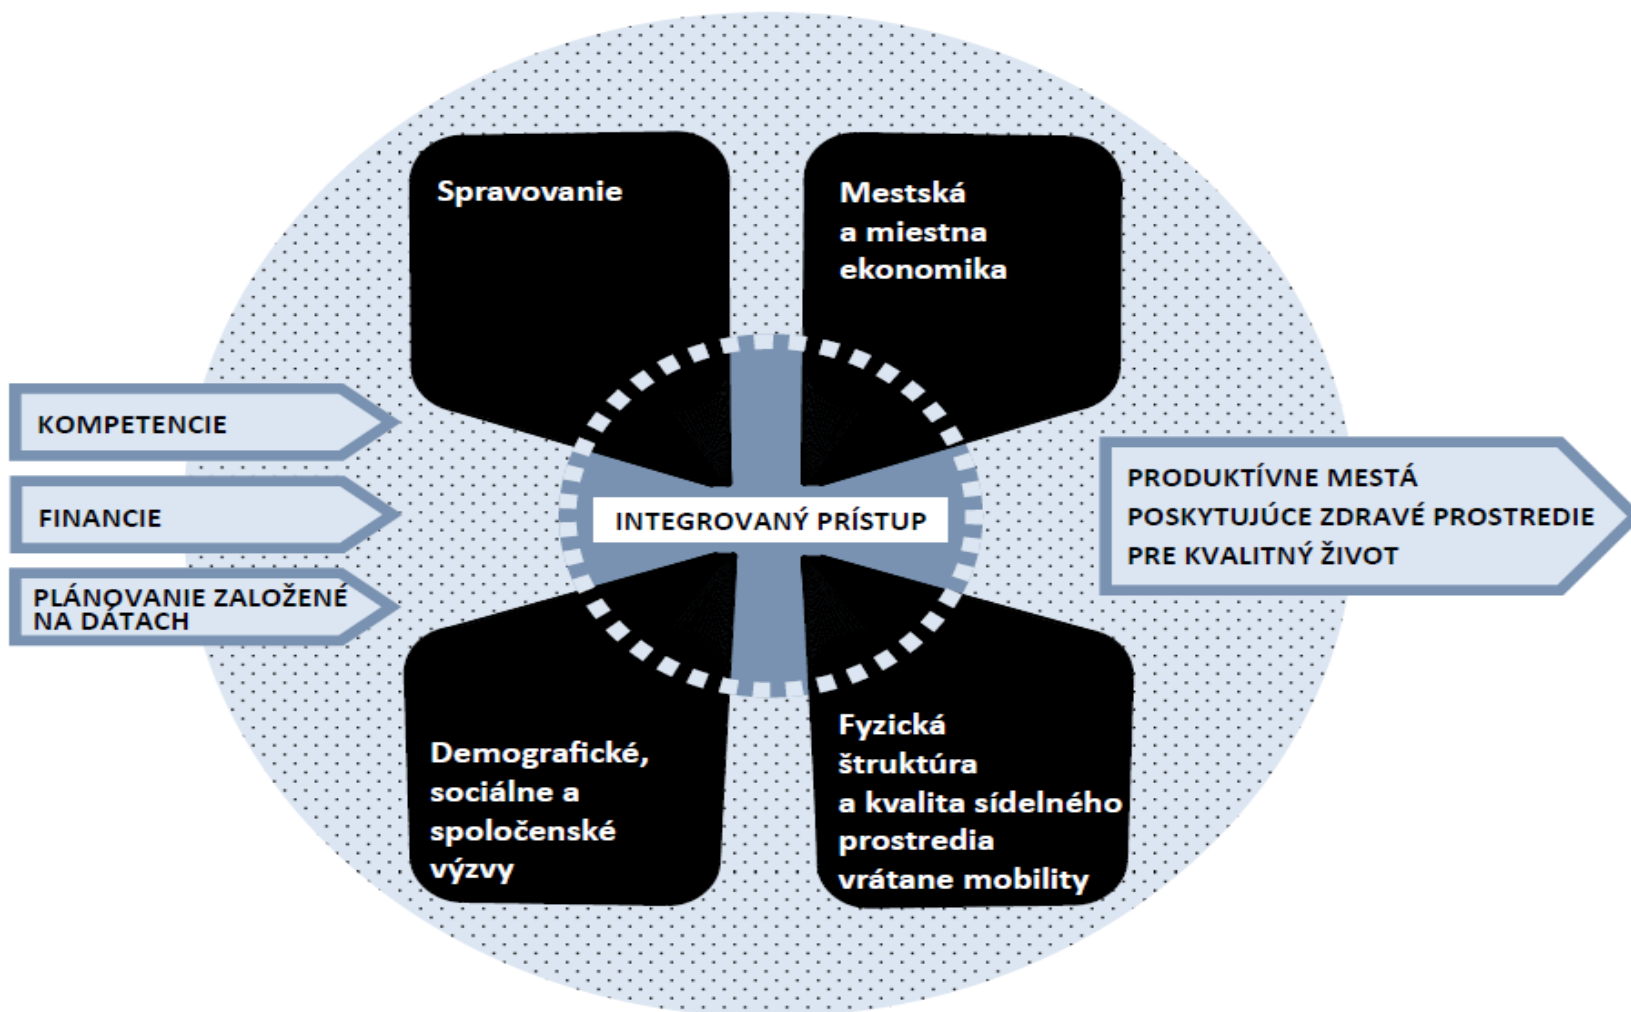 Spravovanie
Mestská
a miestna
ekonomika
KOMPETENCIE
FINANCIE
PLÁNOVANIE ZALOŽENÉ
NA DÁTACH
INTEGROVANÝ PRÍSTUP
PRODUKTÍVNE MESTÁ
POSKYTUJÚCE ZDRAVÉ PROSTREDIE
PRE KVALITNÝ ŽIVOT
Demografické,
sociálne a
spoločenské
výzvy
Fyzická
štruktúra
a kvalita sídelného
prostredia
vrátane mobility